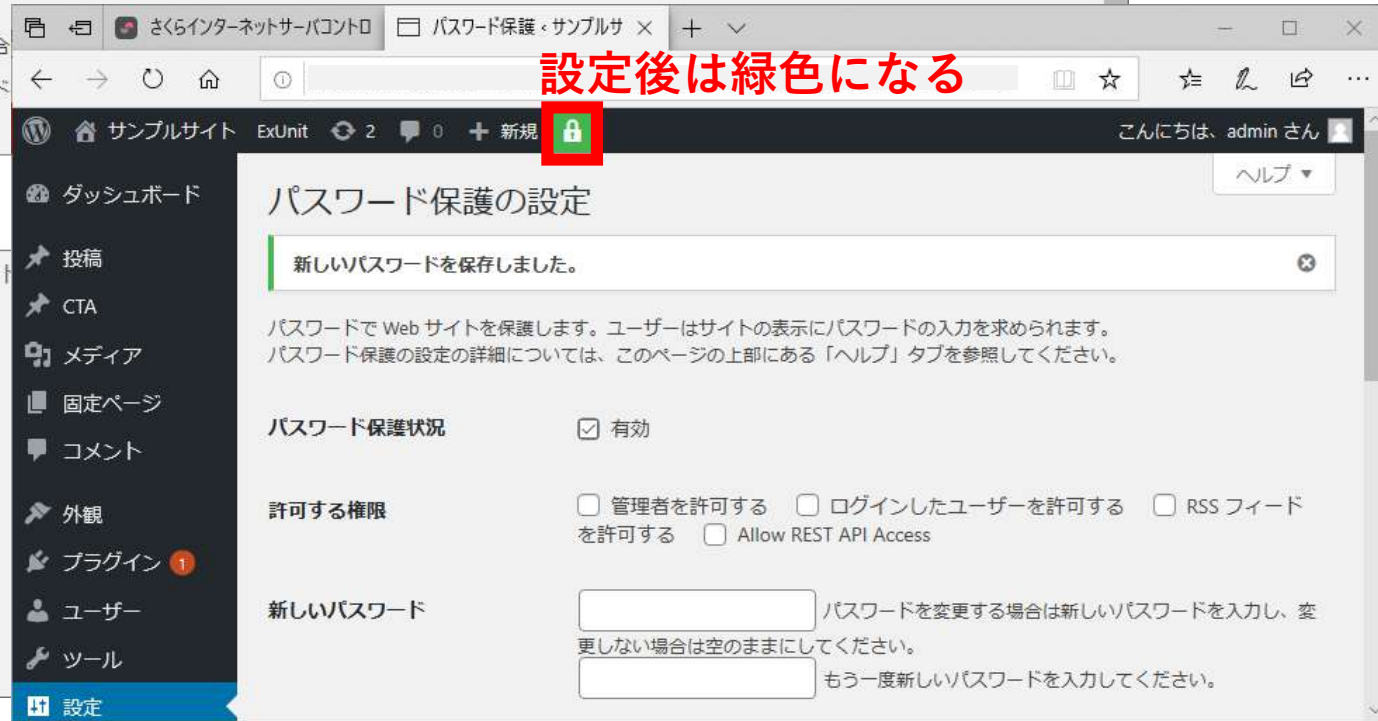 さくらインターネットサーバコントロ
パスワード保護 ‹ サンプルサ
設定後は緑色になる
サンプルサイト ExUnit 2 0 新規
こんにちは、admin さん
ヘルプ
ダッシュボード
投稿
CTA
メディア
固定ページ
コメント
外観
プラグイン 1
ユーザー
ツール
設定
パスワード保護の設定
新しいパスワードを保存しました。
パスワードで Web サイトを保護します。ユーザーはサイトの表示にパスワードの入力を求められます。
パスワード保護の設定の詳細については、このページの上部にある「ヘルプ」タブを参照してください。
パスワード保護状況 有効
許可する権限 管理者を許可する ログインしたユーザーを許可する RSS フィード
を許可する Allow REST API Access
新しいパスワード パスワードを変更する場合は新しいパスワードを入力し、変
更しない場合は空のままにしてください。
もう一度新しいパスワードを入力してください。